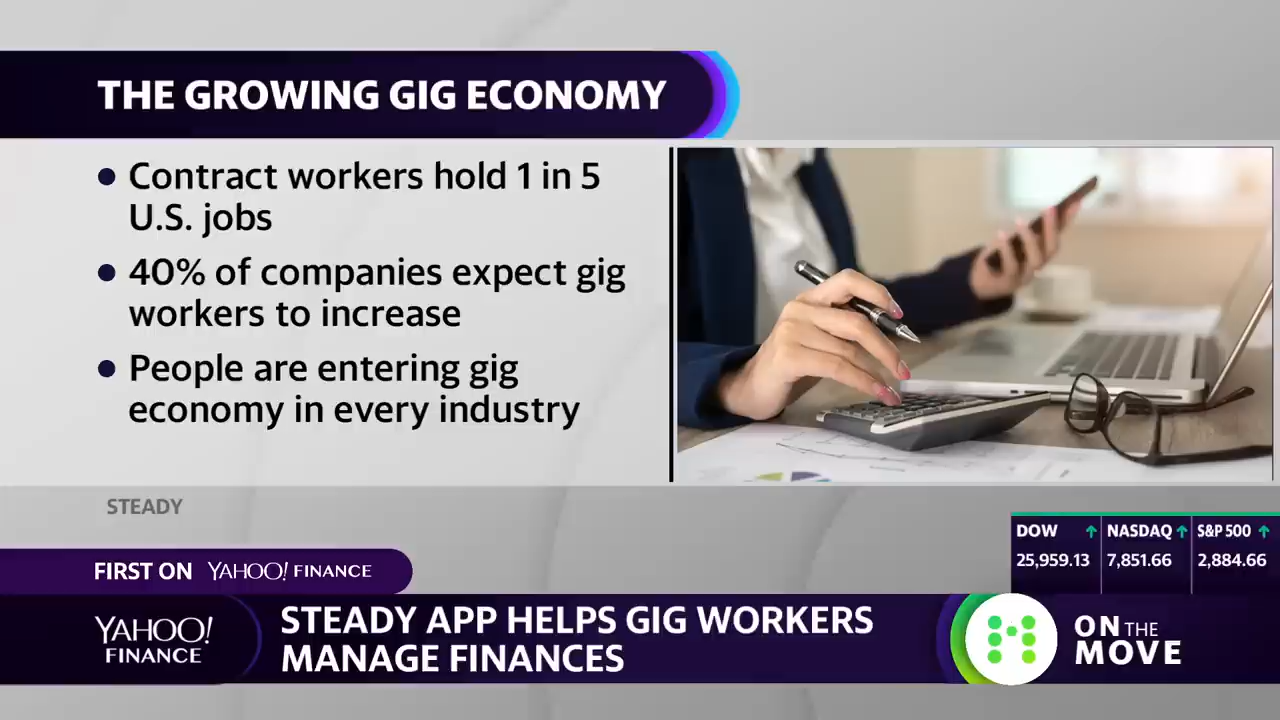 THE GROWING GIG ECONOMY
• Contract workers hold 1 in 5
U.S. jobs
• 40% of companies expect gig
workers to increase
• People are entering gig
economy in every industry
STEADY
DOW
25,959.13
NASDAQ
7,851.66
S&P 500
2,884.66
FIRST ON YAHOO! FINANCE
YAHOO!
FINANCE
STEADY APP HELPS GIG WORKERS
MANAGE FINANCES
ON THE
MOVE